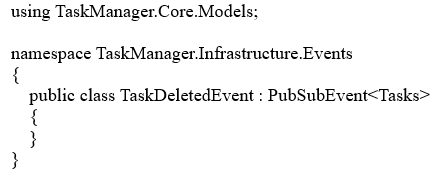 using TaskManager.Core.Models;

namespace TaskManager.Infrastructure.Events
{
    public class TaskDeletedEvent : PubSubEvent<Tasks>
    {
    }
}